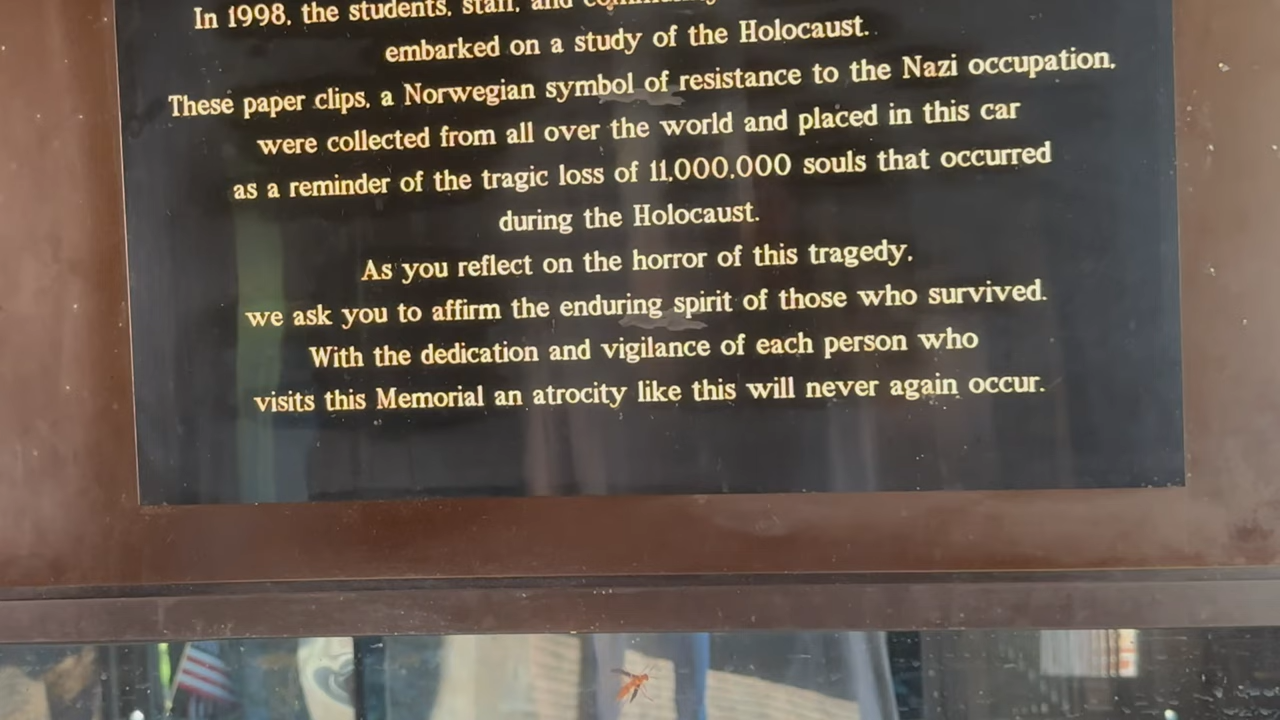 In 1998, the students, staff, and community
embarked on a study of the Holocaust.
These paper clips, a Norwegian symbol of resistance to the Nazi occupation,
were collected from all over the world and placed in this car
as a reminder of the tragic loss of 11,000,000 souls that occurred
during the Holocaust.
As you reflect on the horror of this tragedy,
we ask you to affirm the enduring spirit of those who survived.
With the dedication and vigilance of each person who
visits this Memorial an atrocity like this will never again occur.